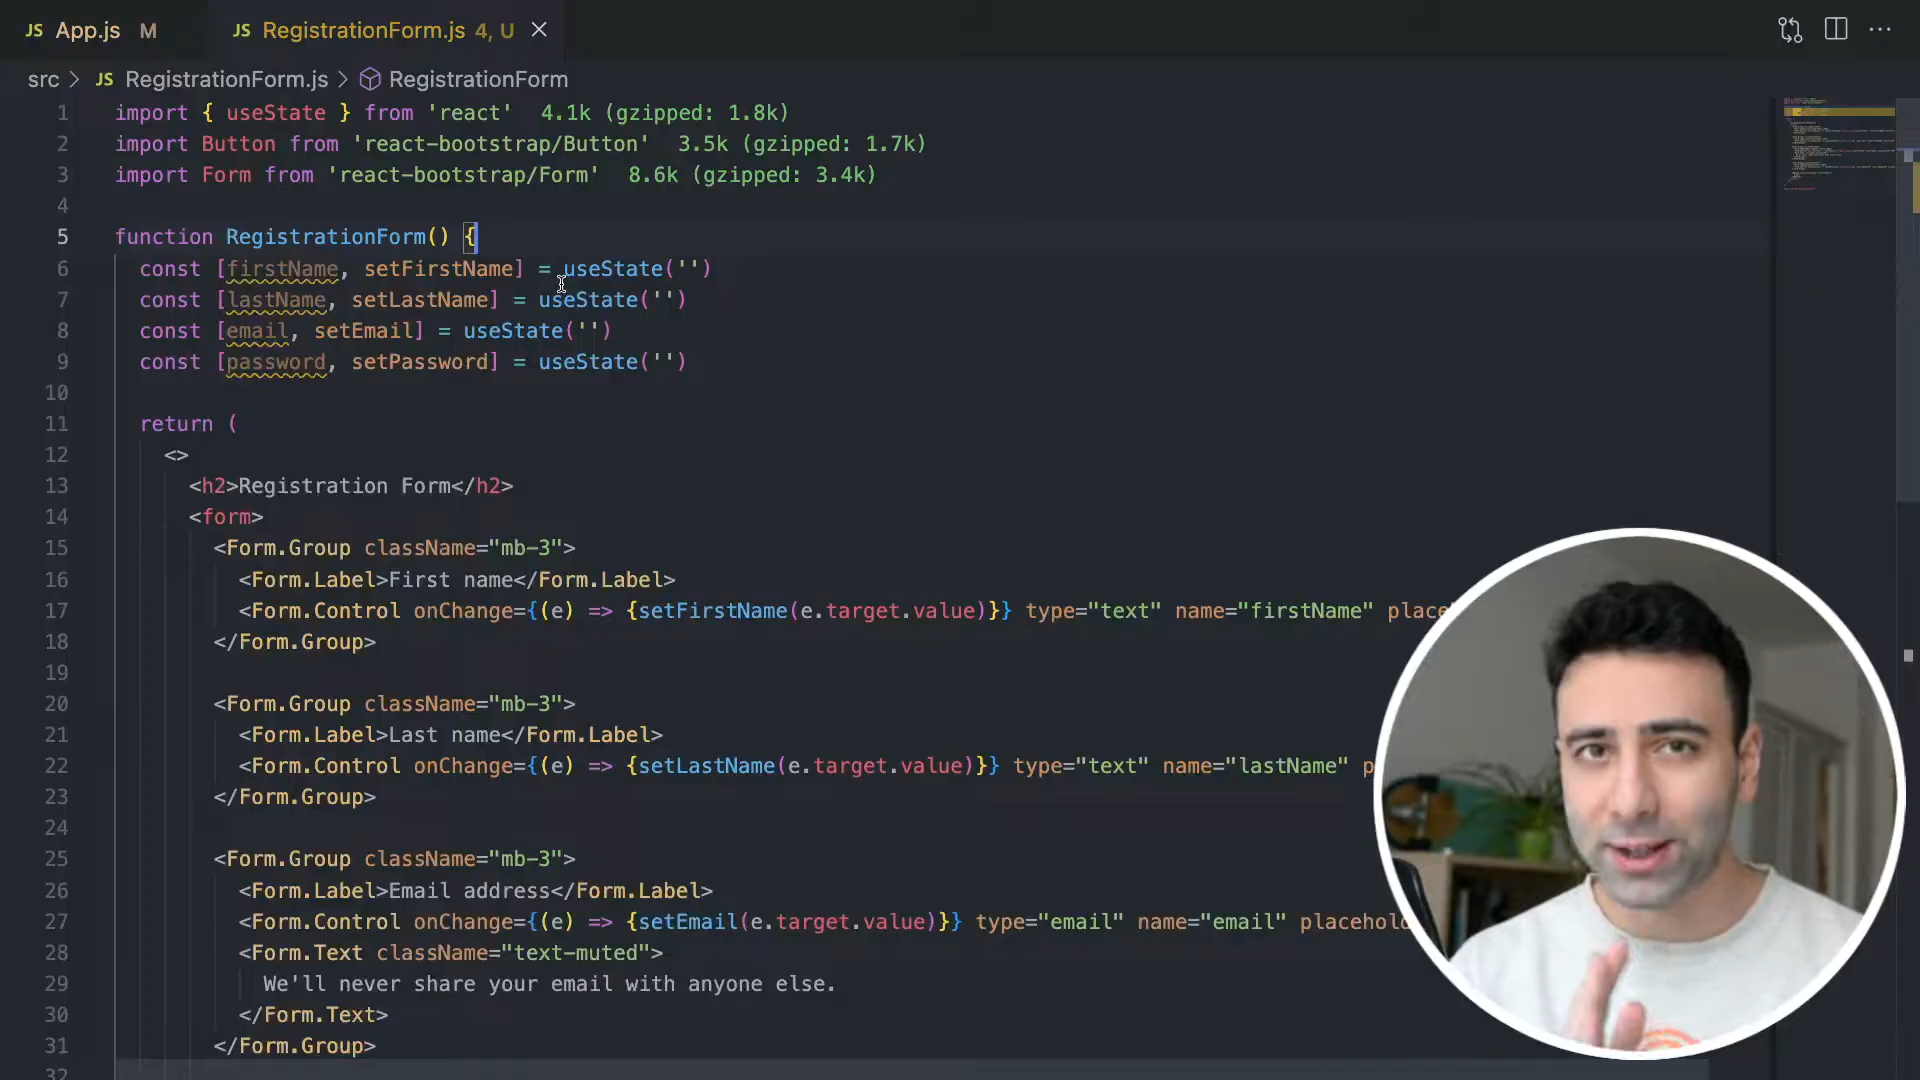 JS App.js M JS RegistrationForm.js 4, U
src > JS RegistrationForm.js > RegistrationForm
1 import { useState } from 'react' 4.1k (gzipped: 1.8k)
2 import Button from 'react-bootstrap/Button' 3.5k (gzipped: 1.7k)
3 import Form from 'react-bootstrap/Form' 8.6k (gzipped: 3.4k)
4
5 function RegistrationForm() {
6 const [firstName, setFirstName] = useState('')
7 const [lastName, setLastName] = useState('')
8 const [email, setEmail] = useState('')
9 const [password, setPassword] = useState('')
10
11 return (
12 <>
13 <h2>Registration Form</h2>
14 <form>
15 <Form.Group className="mb-3">
16 <Form.Label>First name</Form.Label>
17 <Form.Control onChange={(e) => {setFirstName(e.target.value)}} type="text" name="firstName" place
18 </Form.Group>
19
20 <Form.Group className="mb-3">
21 <Form.Label>Last name</Form.Label>
22 <Form.Control onChange={(e) => {setLastName(e.target.value)}} type="text" name="lastName" p
23 </Form.Group>
24
25 <Form.Group className="mb-3">
26 <Form.Label>Email address</Form.Label>
27 <Form.Control onChange={(e) => {setEmail(e.target.value)}} type="email" name="email" placehol
28 <Form.Text className="text-muted">
29 We'll never share your email with anyone else.
30 </Form.Text>
31 </Form.Group>
32